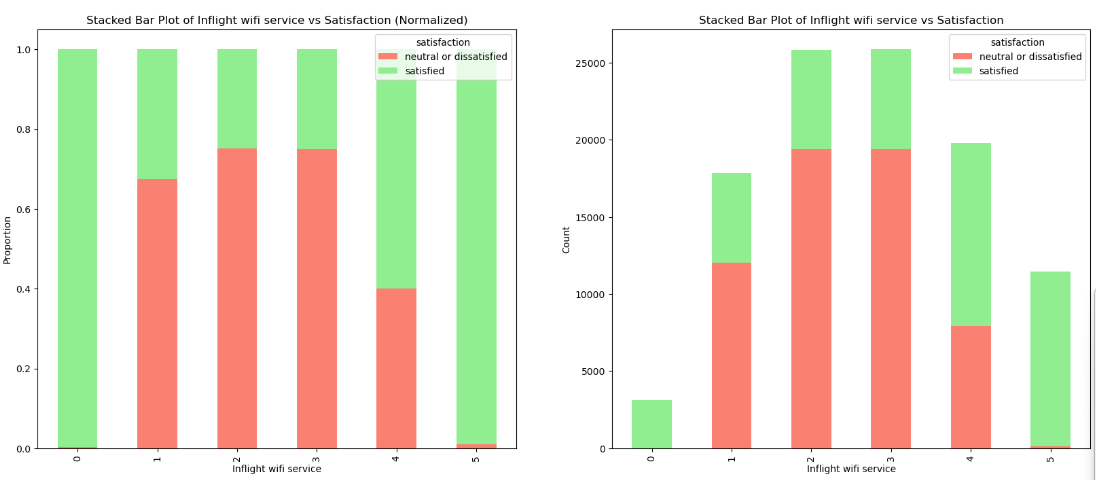 Stacked Bar Plot of Inflight wifi service vs Satisfaction (Normalized)
satisfaction
neutral or dissatisfied
satisfied
1.0
0.8
0.6
0.4
0.2
0.0
Proportion
0
1
2
3
4
5
Inflight wifi service
Stacked Bar Plot of Inflight wifi service vs Satisfaction
satisfaction
neutral or dissatisfied
satisfied
25000
20000
15000
10000
5000
0
Count
0
1
2
3
4
5
Inflight wifi service